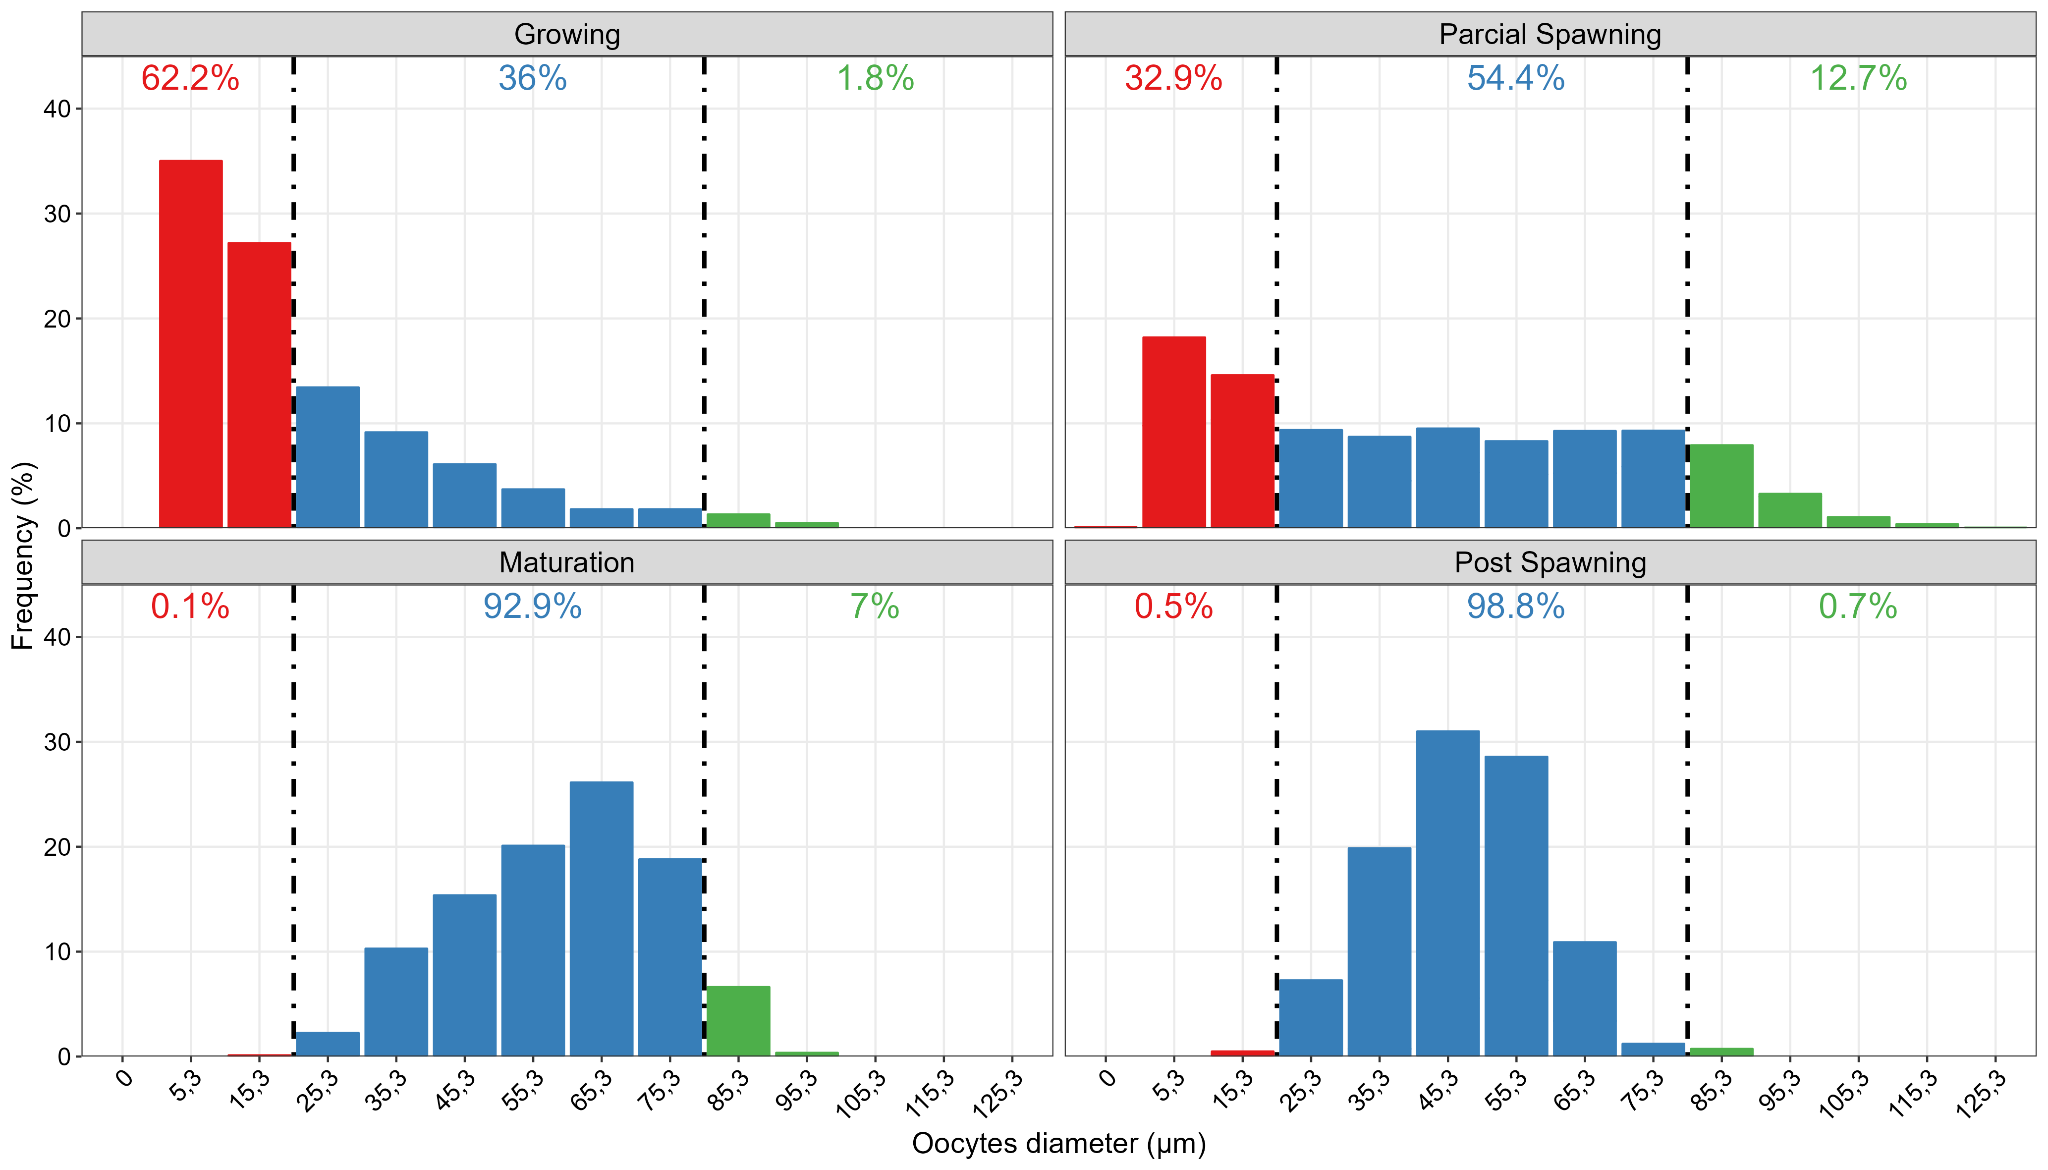 Growing
Parcial Spawning
62.2% 36% 1.8%
32.9% 54.4% 12.7%
40
30
20
10
0
Maturation
Post Spawning
0.1% 92.9% 7%
0.5% 98.8% 0.7%
40
30
20
10
0
Frequency (%)
0 5,3 15,3 25,3 35,3 45,3 55,3 65,3 75,3 85,3 95,3 105,3 115,3 125,3
0 5,3 15,3 25,3 35,3 45,3 55,3 65,3 75,3 85,3 95,3 105,3 115,3 125,3
Oocytes diameter (µm)